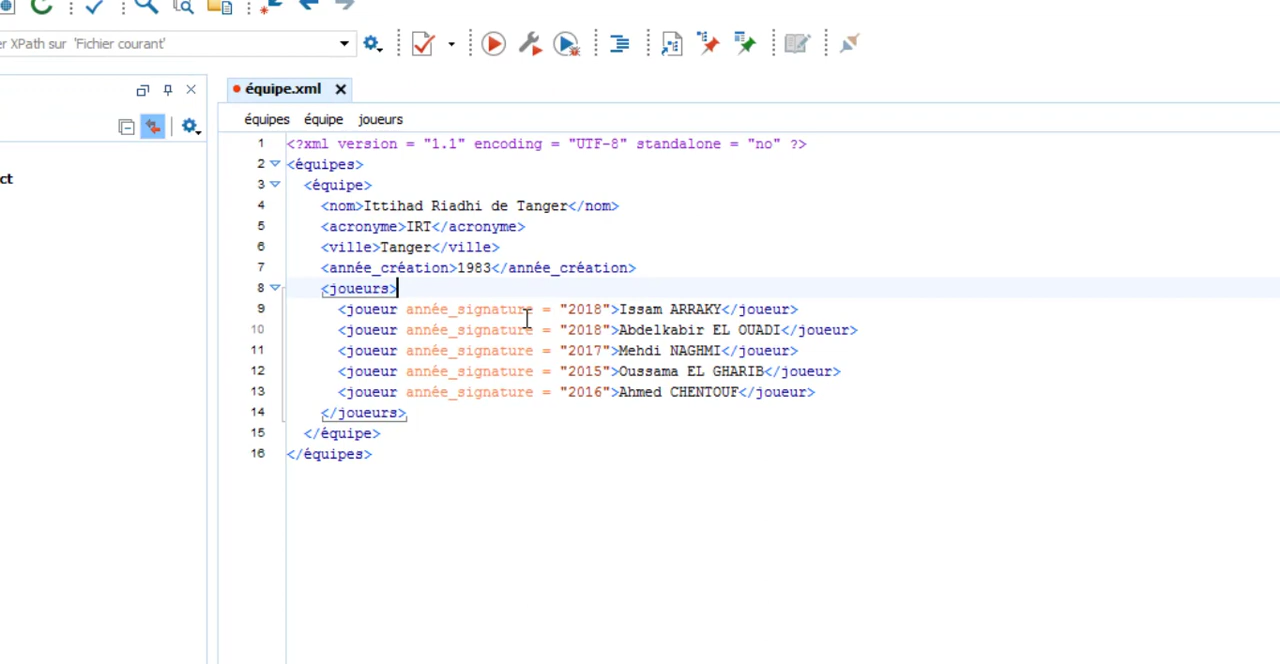 er XPath sur 'Fichier courant'
équipe.xml
équipes équipe joueurs
ct
1 <?xml version = "1.1" encoding = "UTF-8" standalone = "no" ?>
2 <équipes>
3 <équipe>
4 <nom>Ittihad Riadhi de Tanger</nom>
5 <acronyme>IRT</acronyme>
6 <ville>Tanger</ville>
7 <année_création>1983</année_création>
8 <joueurs>
9 <joueur année_signature = "2018">Issam ARRAKY</joueur>
10 <joueur année_signature = "2018">Abdelkabir EL OUADI</joueur>
11 <joueur année_signature = "2017">Mehdi NAGHMI</joueur>
12 <joueur année_signature = "2015">Oussama EL GHARIB</joueur>
13 <joueur année_signature = "2016">Ahmed CHENTOUF</joueur>
14 </joueurs>
15 </équipe>
16 </équipes>